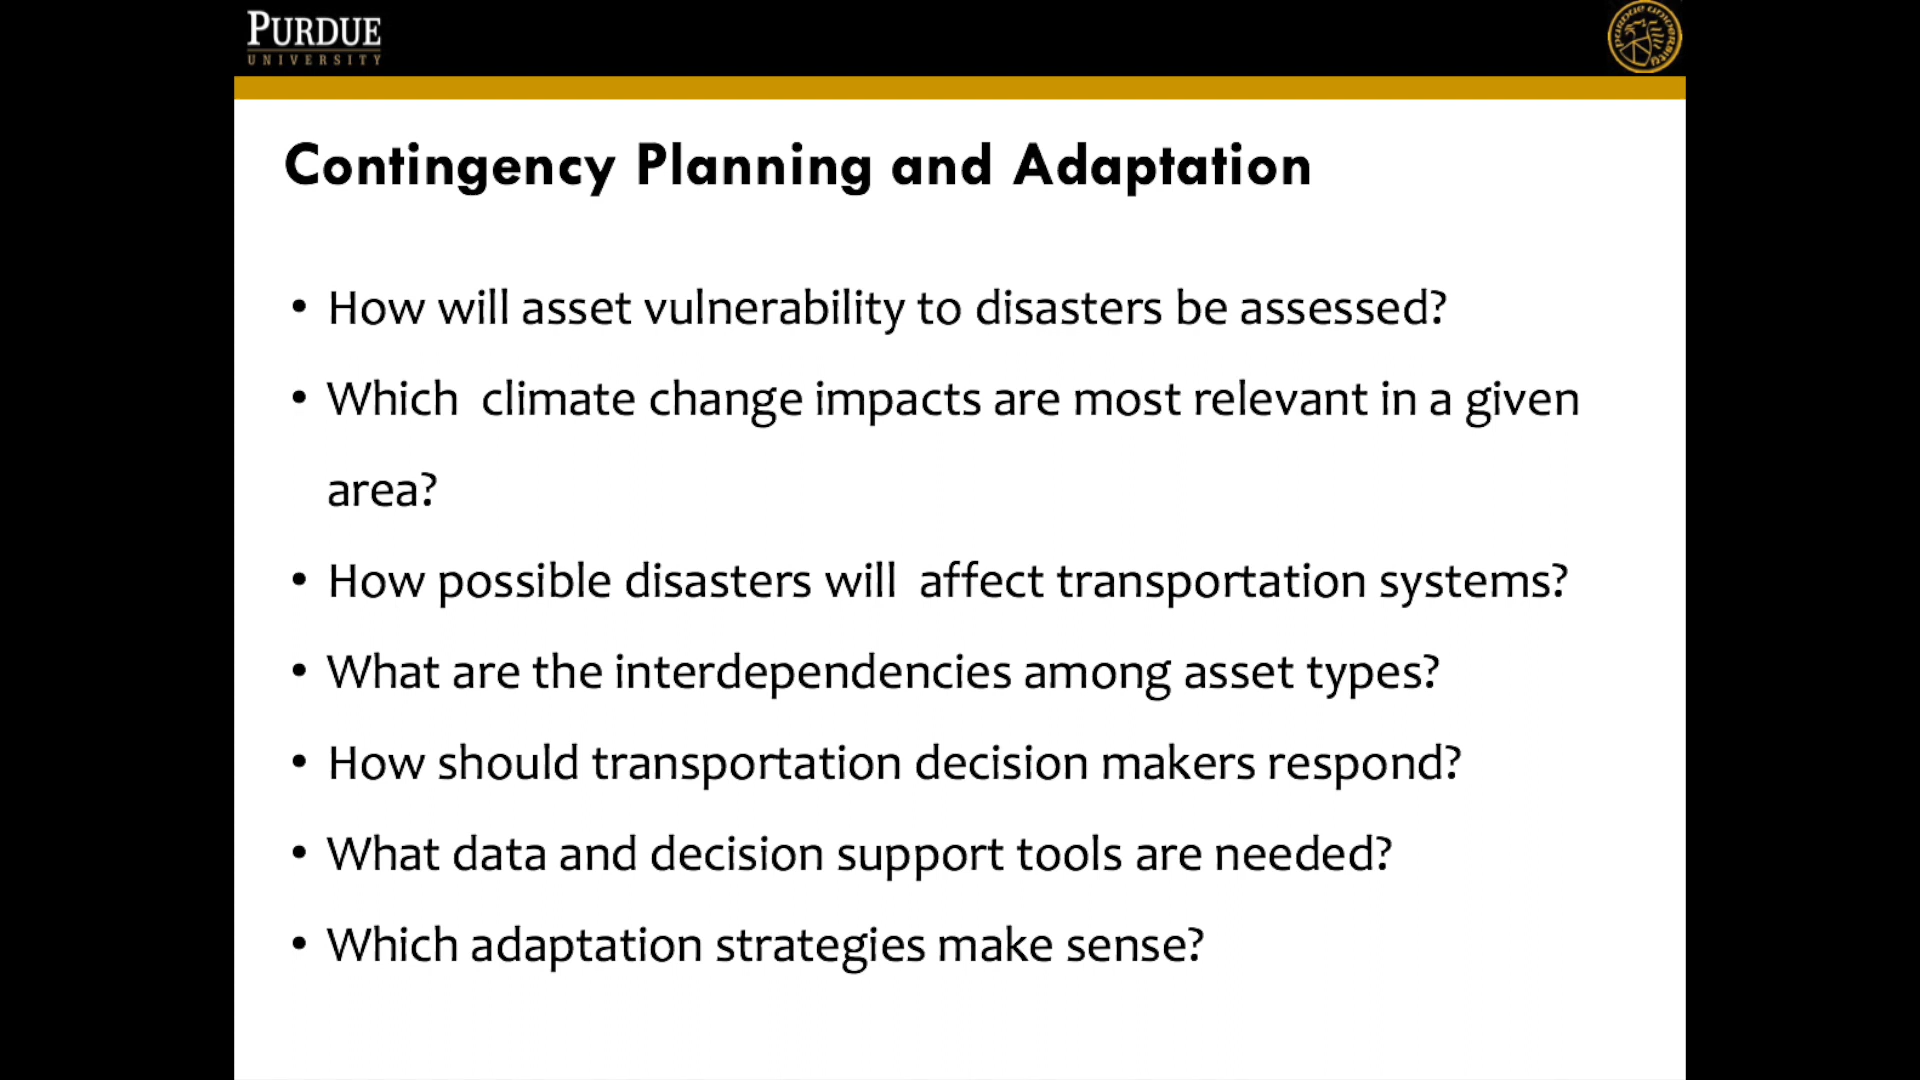 PURDUE
UNIVERSITY
PURDUE UNIVERSITY
Contingency Planning and Adaptation
• How will asset vulnerability to disasters be assessed?
• Which climate change impacts are most relevant in a given
area?
• How possible disasters will affect transportation systems?
• What are the interdependencies among asset types?
• How should transportation decision makers respond?
• What data and decision support tools are needed?
• Which adaptation strategies make sense?